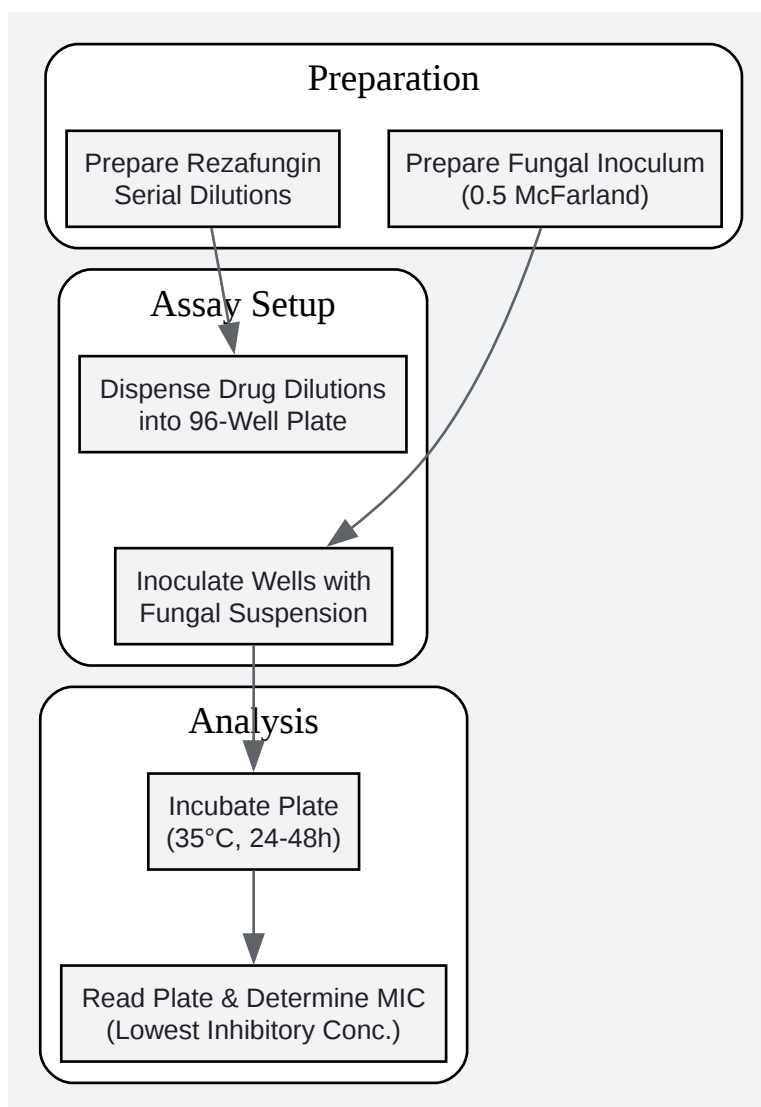 Preparation
Prepare Rezafungin
Serial Dilutions
Prepare Fungal Inoculum
(0.5 McFarland)
Assay Setup
Dispense Drug Dilutions
into 96-Well Plate
Inoculate Wells with
Fungal Suspension
Analysis
Incubate Plate
(35°C, 24-48h)
Read Plate & Determine MIC
(Lowest Inhibitory Conc.)